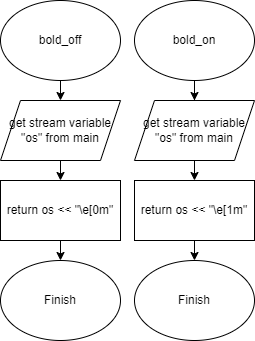 bold_off
get stream variable
"os" from main
return os << "\e[0m"
Finish
bold_on
get stream variable
"os" from main
return os << "\e[1m"
Finish